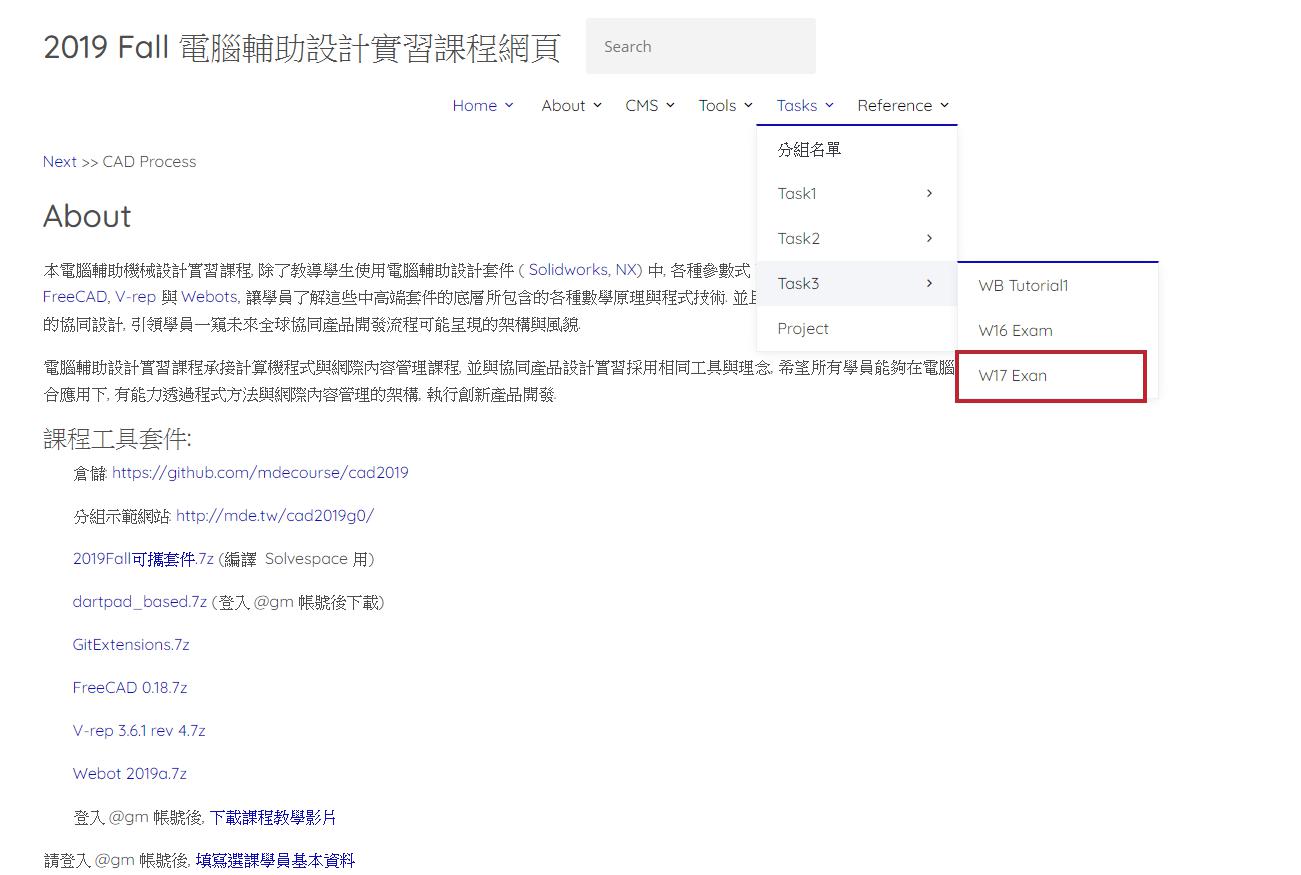 2019 Fall 電腦輔助設計實習課程網頁
Search
Home
About
CMS
Tools
Tasks
Reference
分組名單
Task1
Task2
Task3
Project
WB Tutorial1
W16 Exam
W17 Exan
Next >> CAD Process
About
本電腦輔助機械設計實習課程, 除了教導學生使用電腦輔助設計套件 ( Solidworks, NX) 中, 各種參數式
FreeCAD, V-rep 與 Webots, 讓學員了解這些中高端套件的底層所包含的各種數學原理與程式技術. 並且
的協同設計, 引領學員一窺未來全球協同產品開發流程可能呈現的架構與風貌.
電腦輔助設計實習課程承接計算機程式與網際內容管理課程, 並與協同產品設計實習採用相同工具與理念, 希望所有學員能夠在電腦
合應用下, 有能力透過程式方法與網際內容管理的架構, 執行創新產品開發.
課程工具套件:
倉儲: https://github.com/mdecourse/cad2019
分組示範網站: http://mde.tw/cad2019g0/
2019Fall可攜套件.7z (編譯 Solvespace 用)
dartpad_based.7z (登入 @gm 帳號後下載)
GitExtensions.7z
FreeCAD 0.18.7z
V-rep 3.6.1 rev 4.7z
Webot 2019a.7z
登入 @gm 帳號後, 下載課程教學影片
請登入 @gm 帳號後, 填寫選課學員基本資料